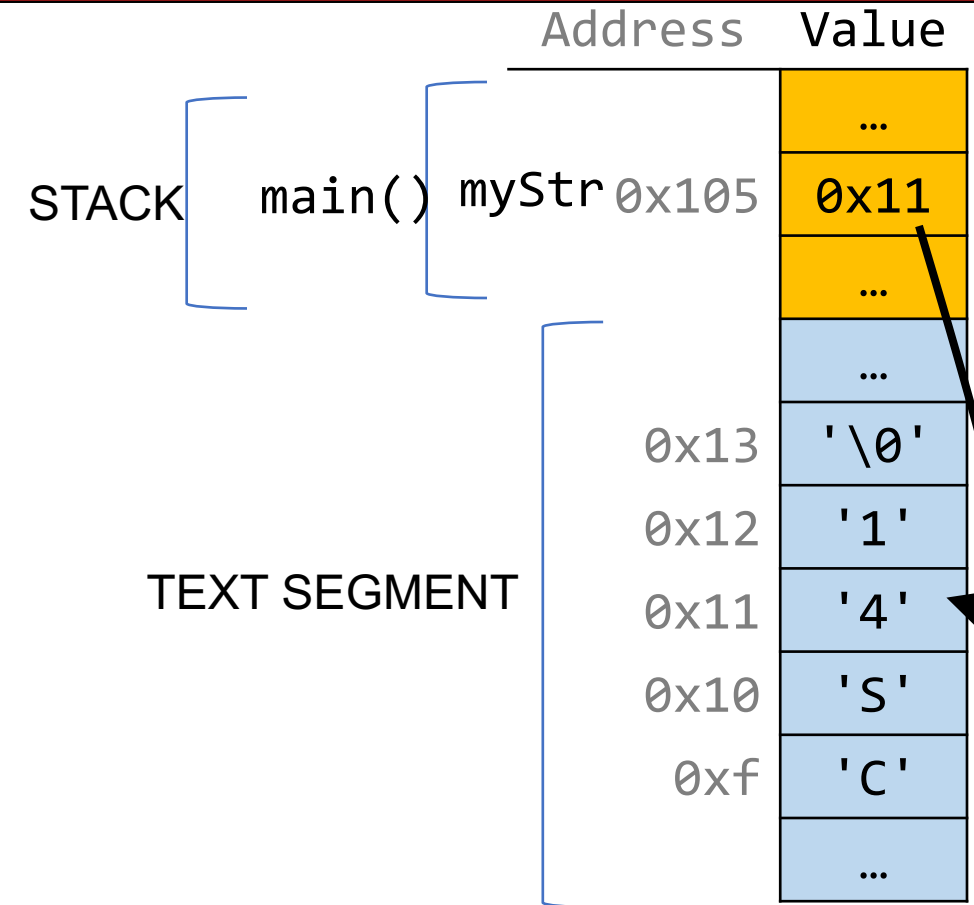 Address Value
…
STACK main() myStr 0x105 0x11
…
…
0x13 '\0'
0x12 '1'
TEXT SEGMENT 0x11 '4'
0x10 'S'
0xf 'C'
…